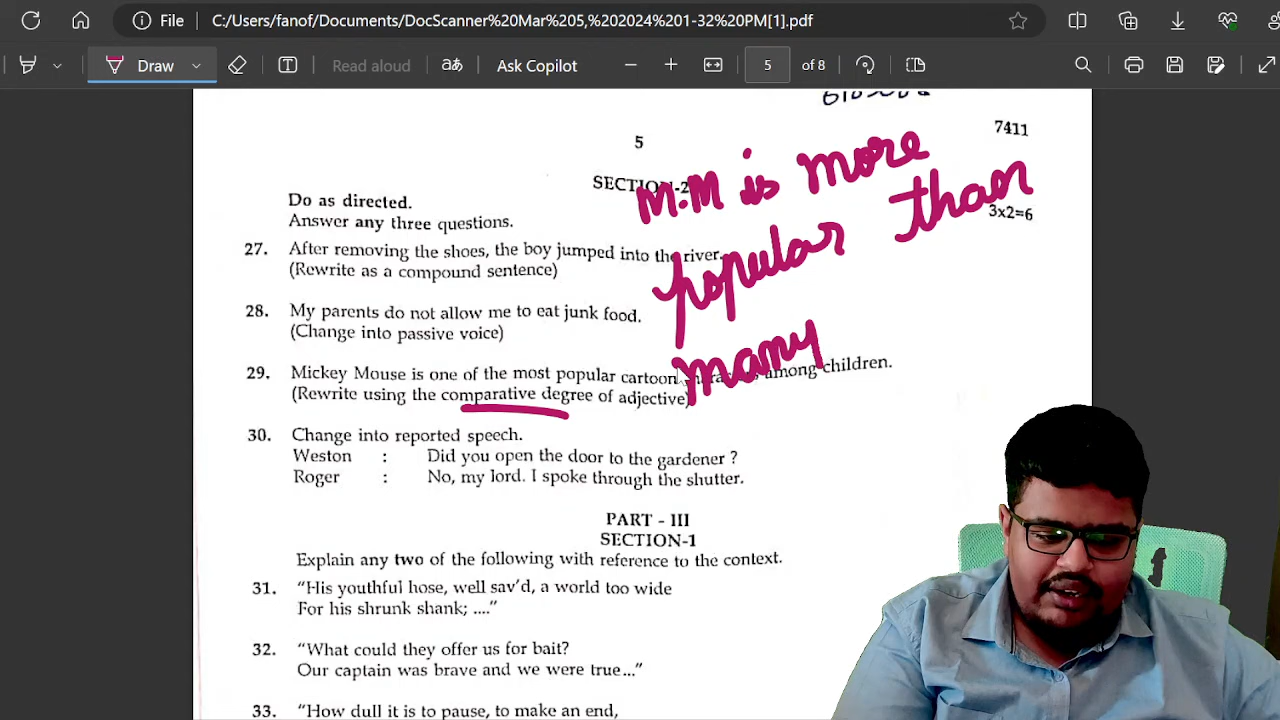 File C:/Users/fanof/Documents/DocScanner%20Mar%205,%202024%201-32%20PM[1].pdf
Draw Read aloud aあ Ask Copilot 5 of 8
5 7411
SECTION-2
Do as directed.
Answer any three questions. 3x2=6
M.M is more
popular than
many
27. After removing the shoes, the boy jumped into the river.
(Rewrite as a compound sentence)
28. My parents do not allow me to eat junk food.
(Change into passive voice)
29. Mickey Mouse is one of the most popular cartoon among children.
(Rewrite using the comparative degree of adjective)
30. Change into reported speech.
Weston : Did you open the door to the gardener ?
Roger : No, my lord. I spoke through the shutter.
PART - III
SECTION-1
Explain any two of the following with reference to the context.
31. "His youthful hose, well sav'd, a world too wide
For his shrunk shank; ...."
32. "What could they offer us for bait?
Our captain was brave and we were true..."
33. "How dull it is to pause, to make an end,